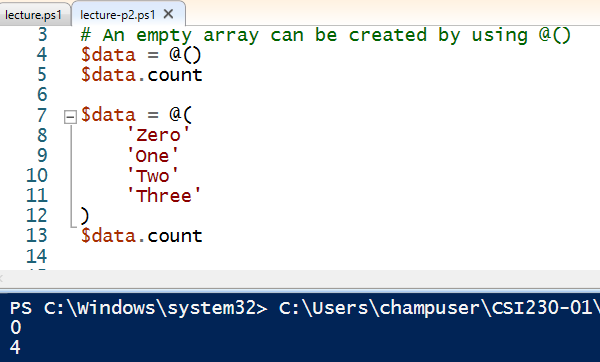 lecture.ps1 lecture-p2.ps1 ✕
3 # An empty array can be created by using @()
4 $data = @()
5 $data.count
6
7 $data = @(
8 'Zero'
9 'One'
10 'Two'
11 'Three'
12 )
13 $data.count
14
PS C:\Windows\system32> C:\Users\champuser\CSI230-01\
0
4